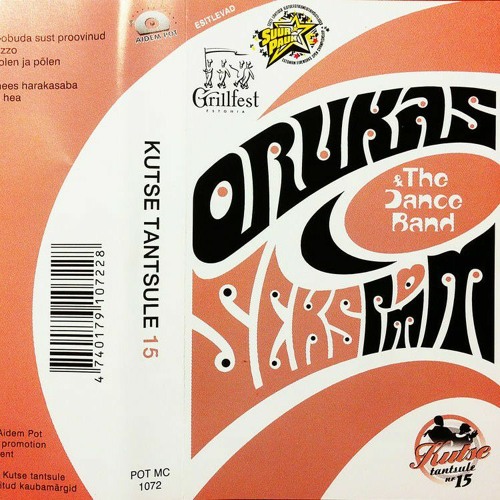 oobuda sust proovinud
zzo
olen ja põlen
nees harakasaba
hea
AIDEM POT
4 740179 107228
Aidem Pot
promotion
ent
Kutse tantsule
itud kaubamärgid
KUTSE TANTSULE 15
POT MC
1072
ESITLEVAD
Grillfest
ESTONIA
SUUR
PAUK
ORUKAS
& The
Dance
Band
Kutse
tantsule
nr 15